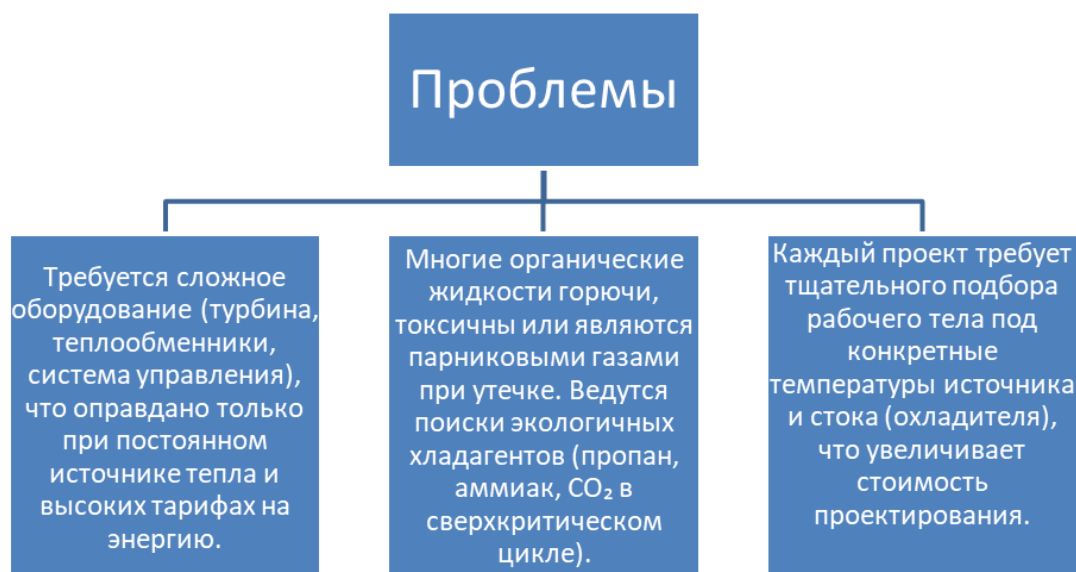 Проблемы
Требуется сложное
оборудование (турбина,
теплообменники,
система управления),
что оправдано только
при постоянном
источнике тепла и
высоких тарифах на
энергию.
Многие органические
жидкости горючи,
токсичны или являются
парниковыми газами
при утечке. Ведутся
поиски экологичных
хладагентов (пропан,
аммиак, CO₂ в
сверхкритическом
цикле).
Каждый проект требует
тщательного подбора
рабочего тела под
конкретные
температуры источника
и стока (охладителя),
что увеличивает
стоимость
проектирования.